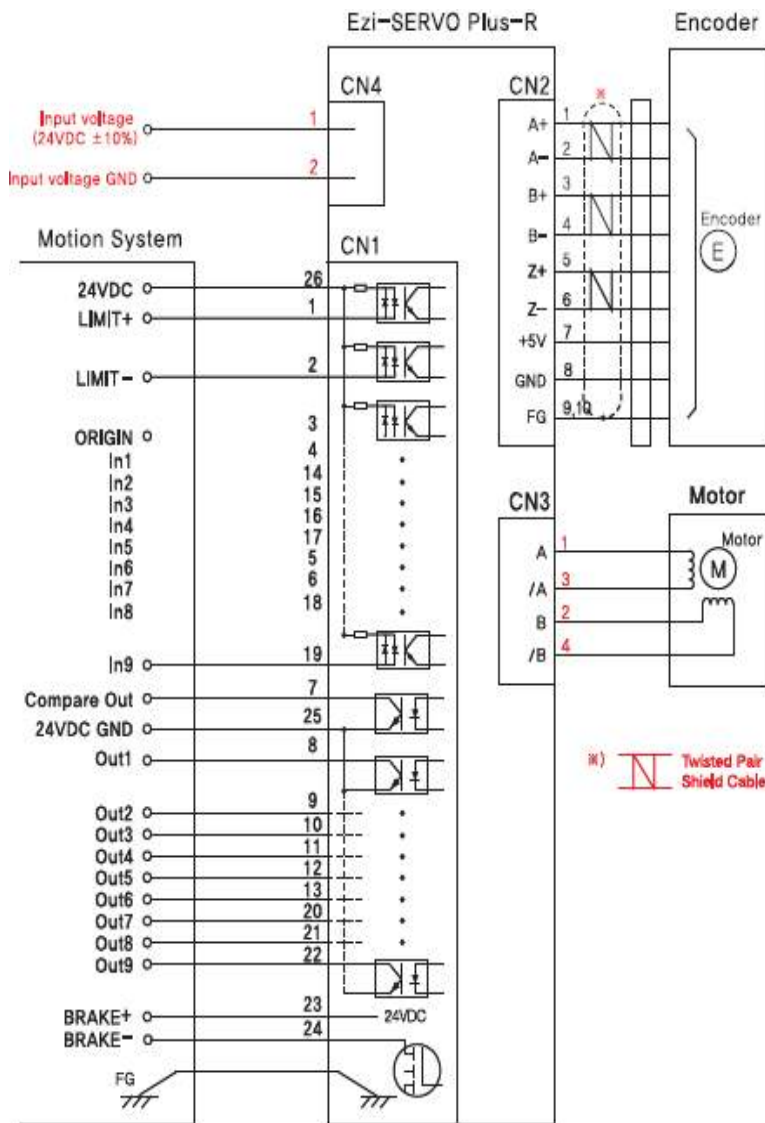 Ezi-SERVO Plus-R
Encoder
CN4
CN2
Input voltage
(24VDC ±10%)
1
Input voltage GND
2
※
A+ 1
A- 2
B+ 3
B- 4
Z+ 5
Z- 6
+5V 7
GND 8
FG 9,10
Encoder
E
Motion System
CN1
24VDC 26
LIMIT+ 1
LIMIT- 2
ORIGIN 3
In1 4
In2 14
In3 15
In4 16
In5 17
In6 5
In7 6
In8 18
In9 19
Compare Out 7
24VDC GND 25
Out1 8
Out2 9
Out3 10
Out4 11
Out5 12
Out6 13
Out7 20
Out8 21
Out9 22
BRAKE+ 23 24VDC
BRAKE- 24
FG
CN3
Motor
A 1
/A 3
B 2
/B 4
Motor
M
※) Twisted Pair
Shield Cable